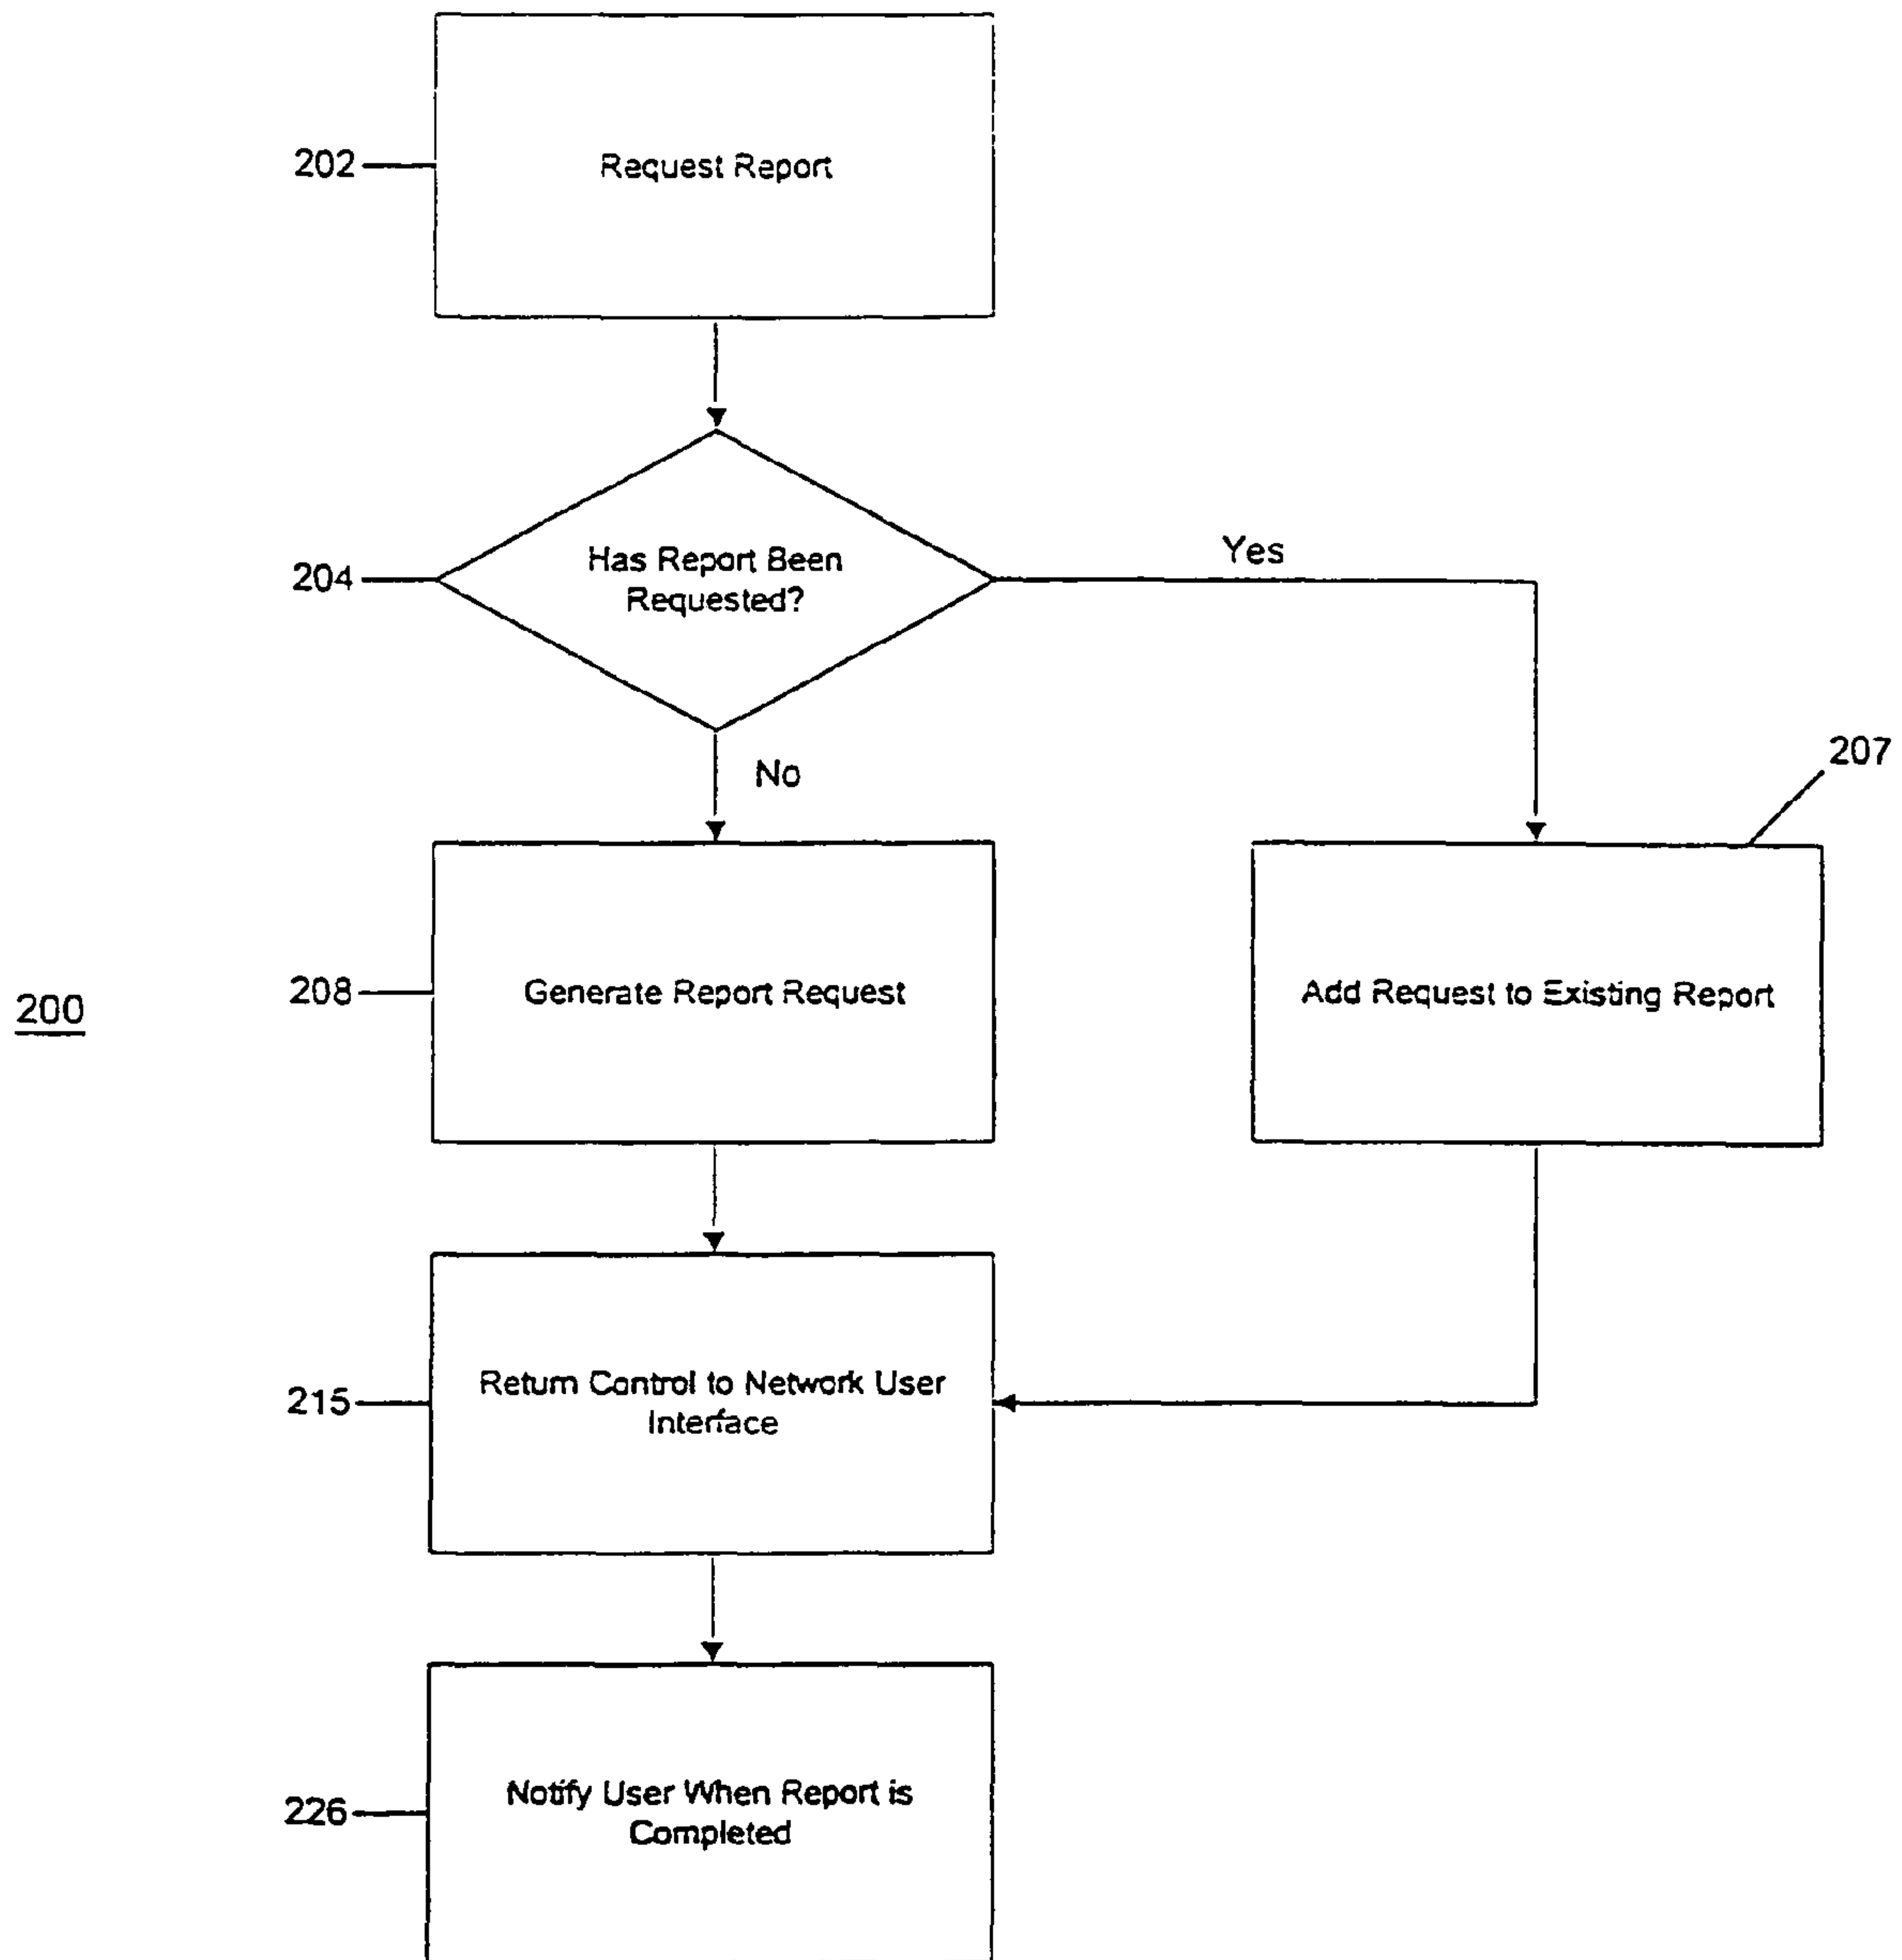 202
Request Report
204
Has Report Been
Requested?
Yes
No
207
200
208
Generate Report Request
Add Request to Existing Report
215
Return Control to Network User
Interface
226
Notify User When Report is
Completed